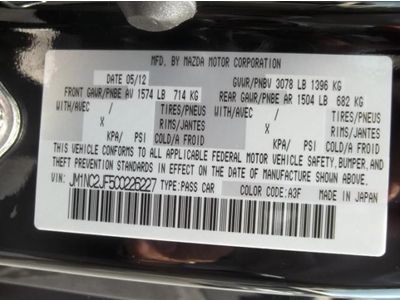 MFD. BY MAZDA MOTOR CORPORATION
DATE 05/12 GVWR/PNBV 3078 LB 1396 KG
FRONT GAWR/PNBE AV 1574 LB 714 KG REAR GAWR/PNBE AR 1504 LB 682 KG
WITH/AVEC / TIRES/PNEUS WITH/AVEC / TIRES/PNEUS
X RIMS/JANTES X RIMS/JANTES
KPA/ PSI COLD/A FROID KPA/ PSI COLD/A FROID
THIS VEHICLE CONFORMS TO ALL APPLICABLE FEDERAL MOTOR VEHICLE SAFETY, BUMPER, AND
THEFT PREVENTION STANDARDS IN EFFECT ON THE DATE OF MANUFACTURE SHOWN ABOVE.
VIN: JM1NC2JF5C0225227 TYPE: PASS CAR COLOR CODE: A3F MADE IN JAPAN